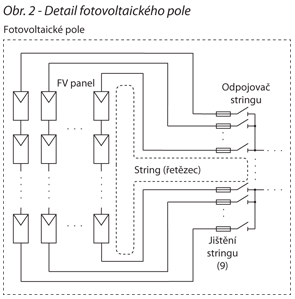 Obr. 2 - Detail fotovoltaického pole
Fotovoltaické pole
FV panel
Odpojovač
stringu
String (řetězec)
Jištění
stringu
(9)